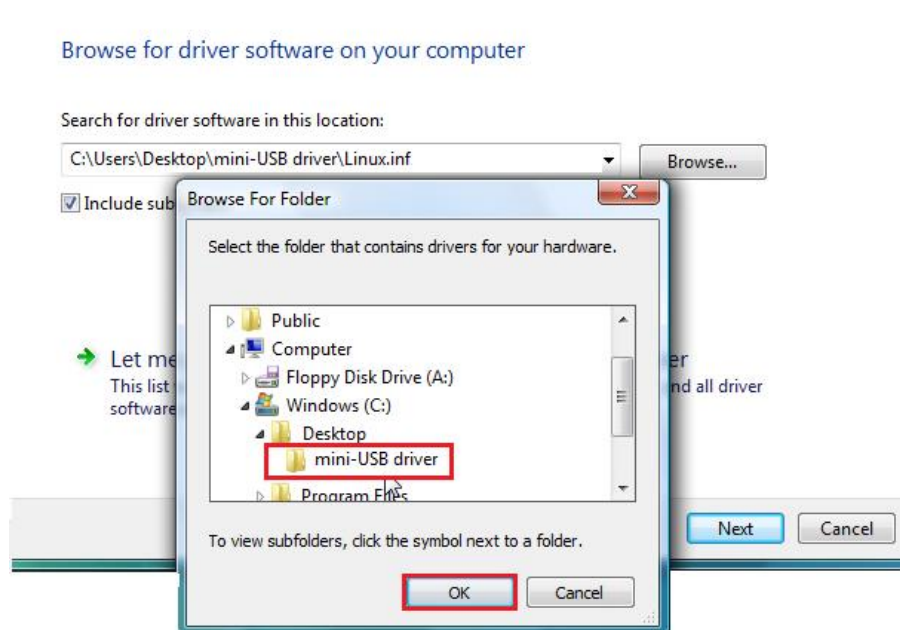 Browse for driver software on your computer
Search for driver software in this location:
C:\Users\Desktop\mini-USB driver\Linux.inf
Browse...
Include sub
Browse For Folder
Select the folder that contains drivers for your hardware.
Public
Computer
Floppy Disk Drive (A:)
Windows (C:)
Desktop
mini-USB driver
Program Files
Let me
er
This list
nd all driver
software
To view subfolders, click the symbol next to a folder.
OK
Cancel
Next
Cancel